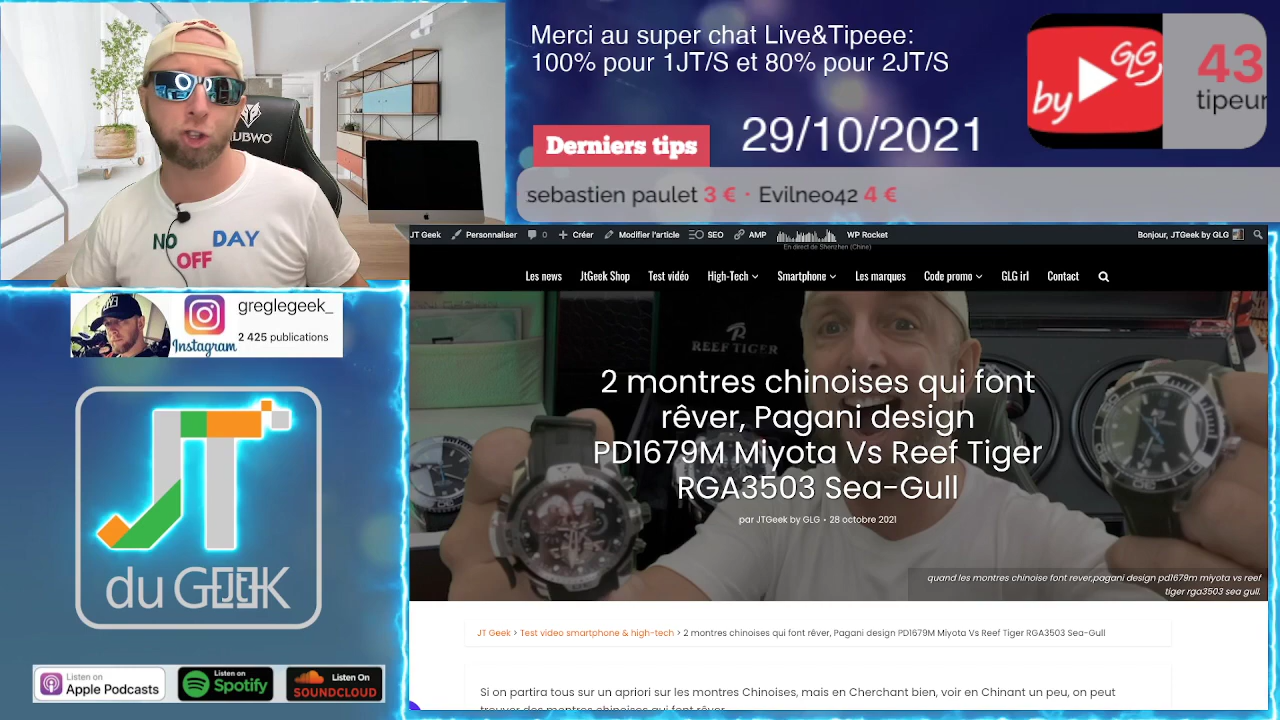 Merci au super chat Live&Tipeee:
100% pour 1JT/S et 80% pour 2JT/S
by GLG
43
tipeur
Derniers tips
29/10/2021
sebastien paulet 3 € · Evilneo42 4 €
NO DAY
OFF
greglegeek_
2 425 publications
Instagram
JT
du GEEK
Listen on
Apple Podcasts
Listen on
Spotify
Listen On
SOUNDCLOUD
JT Geek Personnaliser 0 Créer Modifier l'article SEO AMP WP Rocket Bonjour, JTGeek by GLG
En direct de Shenzhen (Chine)
Les news JtGeek Shop Test vidéo High-Tech Smartphone Les marques Code promo GLG irl Contact
REEF TIGER
2 montres chinoises qui font
rêver, Pagani design
PD1679M Miyota Vs Reef Tiger
RGA3503 Sea-Gull
par JTGeek by GLG • 28 octobre 2021
quand les montres chinoise font rever,pagani design pd1679m miyota vs reef
tiger rga3503 sea gull.
JT Geek > Test video smartphone & high-tech > 2 montres chinoises qui font rêver, Pagani design PD1679M Miyota Vs Reef Tiger RGA3503 Sea-Gull
Si on partira tous sur un apriori sur les montres Chinoises, mais en Cherchant bien, voir en Chinant un peu, on peut
trouver des montres chinoises qui font rêver